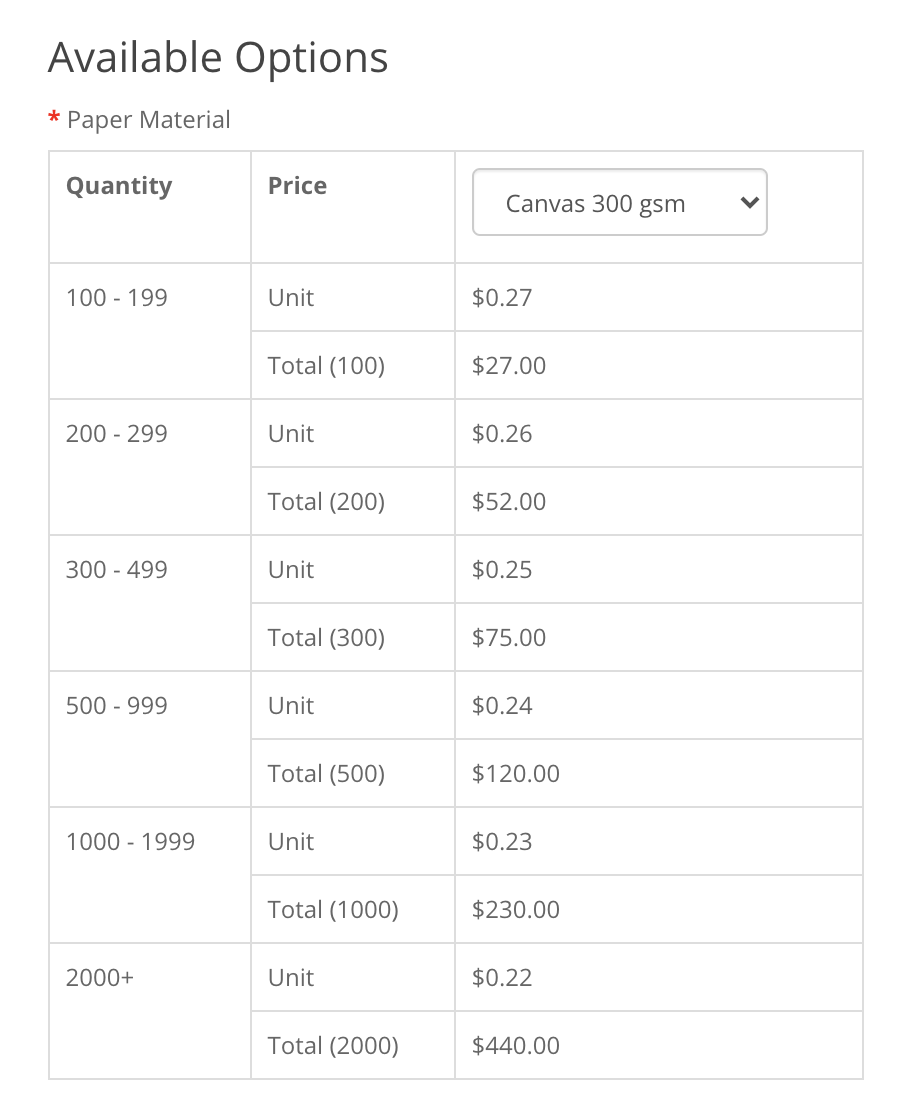 Available Options
* Paper Material
Quantity Price Canvas 300 gsm
100 - 199 Unit $0.27
Total (100) $27.00
200 - 299 Unit $0.26
Total (200) $52.00
300 - 499 Unit $0.25
Total (300) $75.00
500 - 999 Unit $0.24
Total (500) $120.00
1000 - 1999 Unit $0.23
Total (1000) $230.00
2000+ Unit $0.22
Total (2000) $440.00